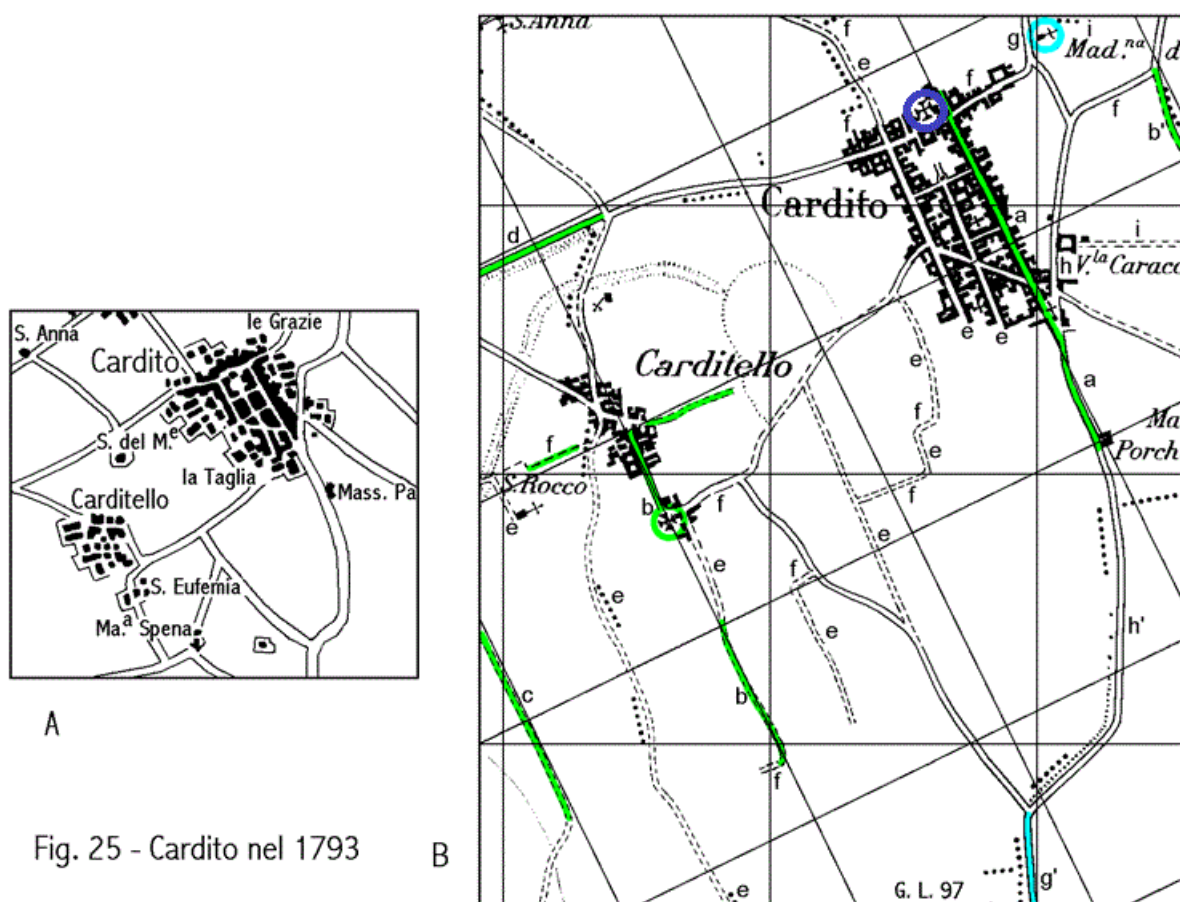 S. Anna
le Grazie
Cardito
S. del M.e
la Taglia
Carditello
Mass. Pa
S. Eufemia
Ma.a Spena
A
Fig. 25 - Cardito nel 1793
B
S. Anna
f
e
f
f
g
i
Mad.na
d
f
f
b'
Cardito
a
i
h
V.la Caracc
d
e
e
e
Carditello
a
f
Ma
Porch
e
f
f
S. Rocco
e
b
f
e
e
f
e
e
h'
c
b
f
e
g'
G. L. 97